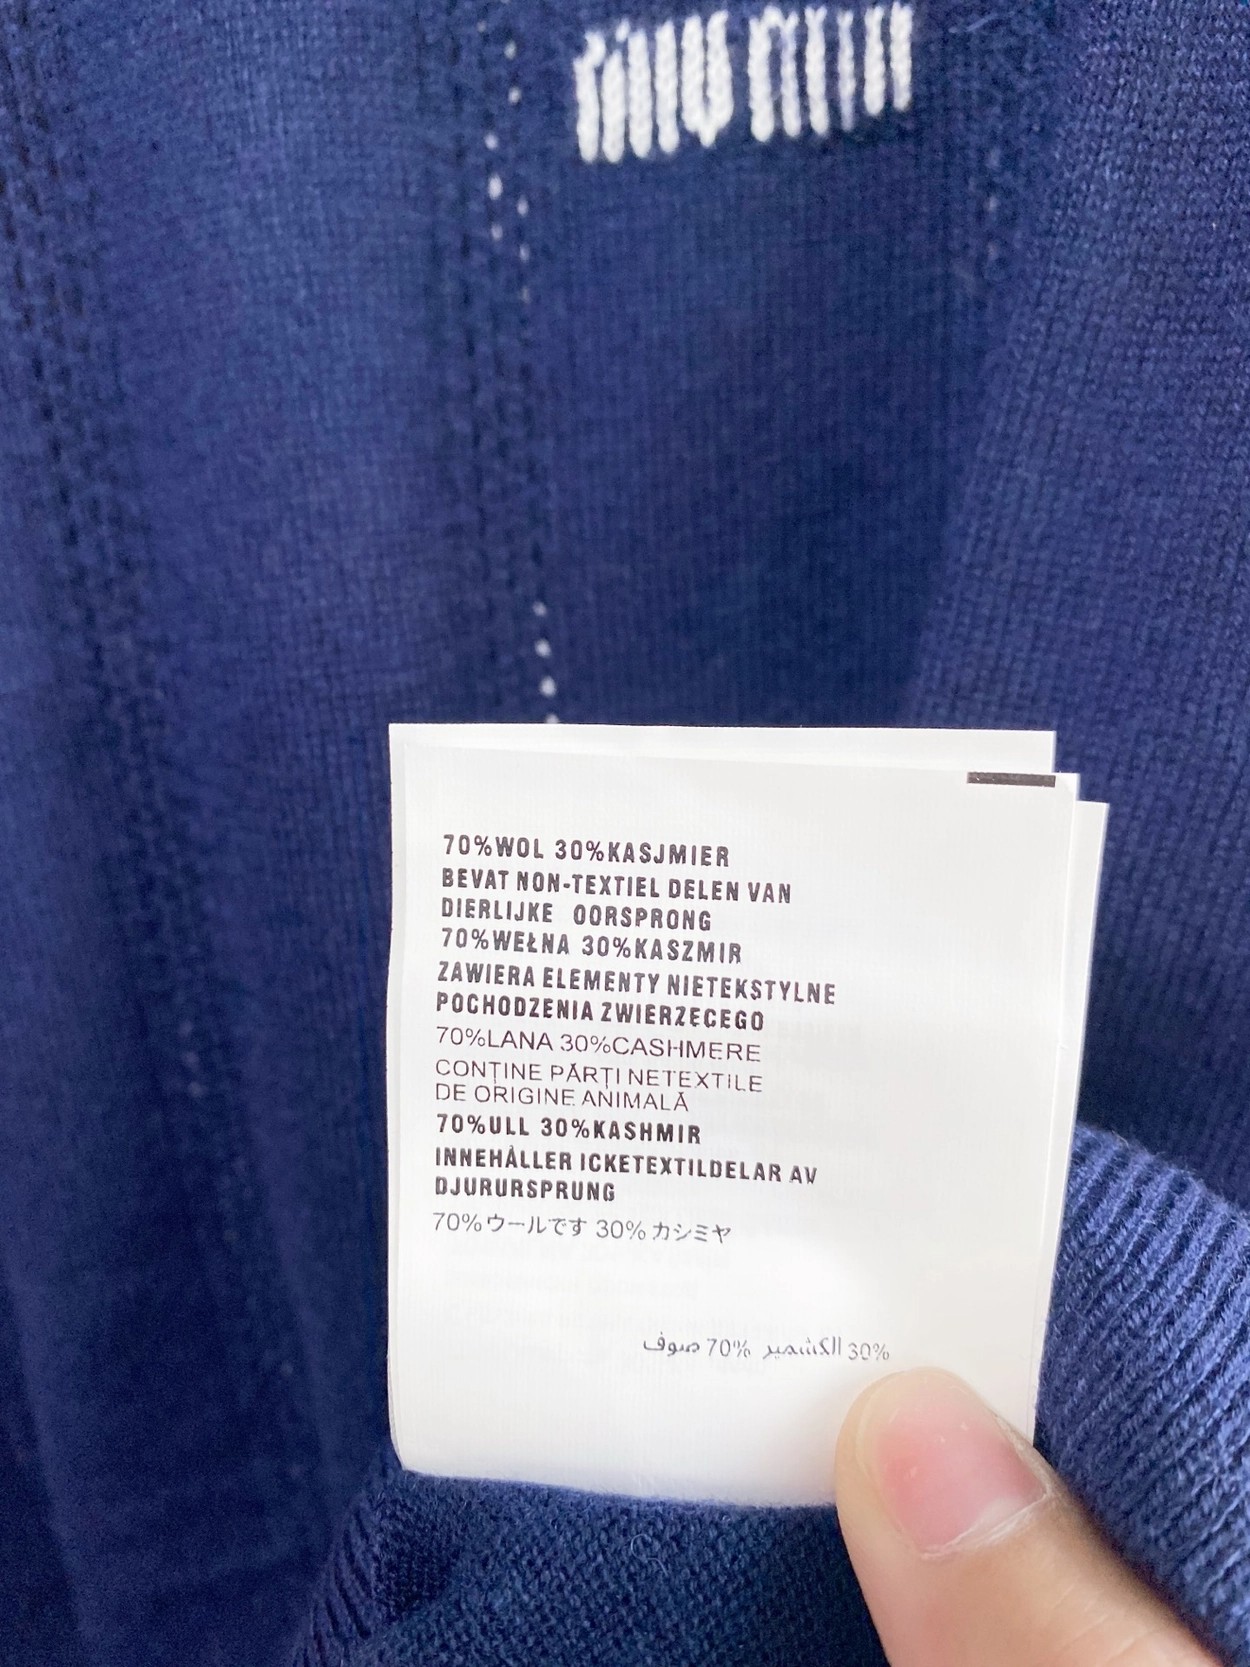 70%WOL 30%KASJMIER
BEVAT NON-TEXTIEL DELEN VAN
DIERLIJKE OORSPRONG
70%WEŁNA 30%KASZMIR
ZAWIERA ELEMENTY NIETEKSTYLNE
POCHODZENIA ZWIERZĘCEGO
70%LANA 30%CASHMERE
CONȚINE PĂRȚI NETEXTILE
DE ORIGINE ANIMALĂ
70%ULL 30%KASHMIR
INNEHÅLLER ICKETEXTILDELAR AV
DJURURSPRUNG
70%ウールです 30%カシミヤ
30% الكشمير 70% صوف